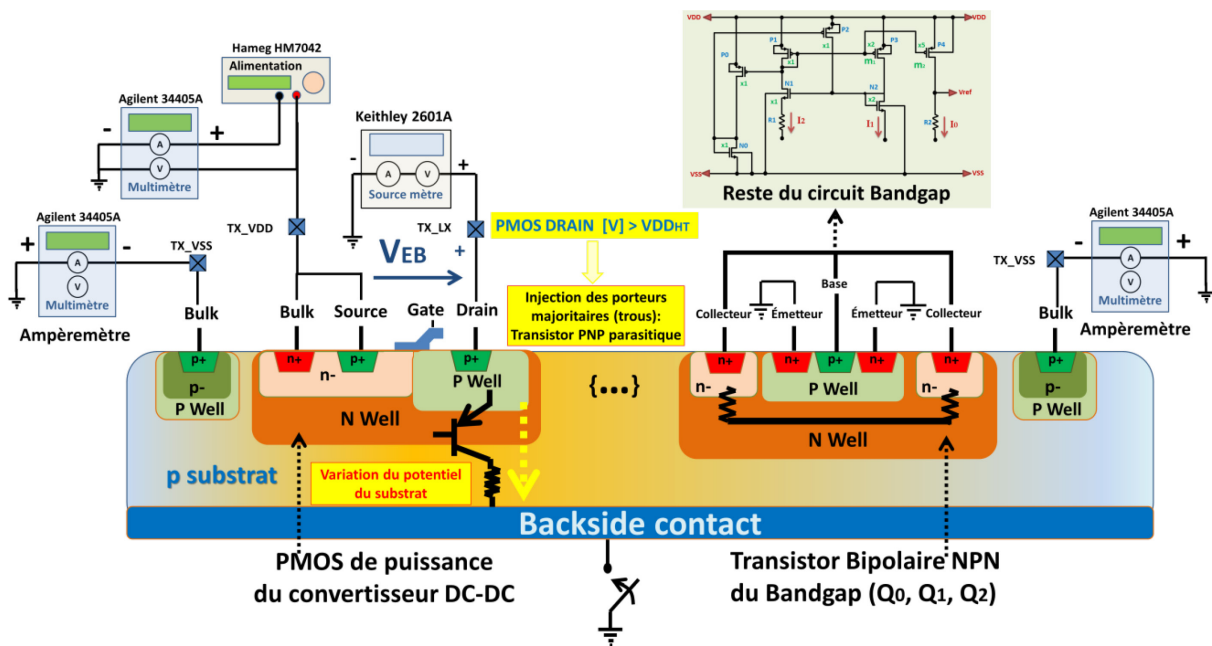 Hameg HM7042
Alimentation
Agilent 34405A
-
+
A
V
Multimètre
Keithley 2601A
-
+
A
V
Source mètre
Agilent 34405A
+
-
A
V
Multimètre
Ampèremètre
TX_VSS
TX_VDD
TX_LX
+
VEB
PMOS DRAIN [V] > VDDHT
Injection des porteurs
majoritaires (trous):
Transistor PNP parasitique
VDD
VDD
P2
P1
P3
P4
P0
x1
x1
x1
x2
x5
m1
N1
N2
x1
x2
Vref
R1
I2
I1
R2
I0
x1
N0
VSS
VSS
Reste du circuit Bandgap
Agilent 34405A
-
+
A
V
Multimètre
Ampèremètre
TX_VSS
Bulk
Bulk
Source
Gate
Drain
Collecteur
Émetteur
Base
Émetteur
Collecteur
Bulk
p+
n+
p+
p+
n+
n+
p+
n+
n+
p+
p-
n-
P Well
n-
P Well
n-
p-
P Well
N Well
{...}
N Well
P Well
p substrat
Variation du potentiel
du substrat
Backside contact
PMOS de puissance
du convertisseur DC-DC
Transistor Bipolaire NPN
du Bandgap (Q0, Q1, Q2)